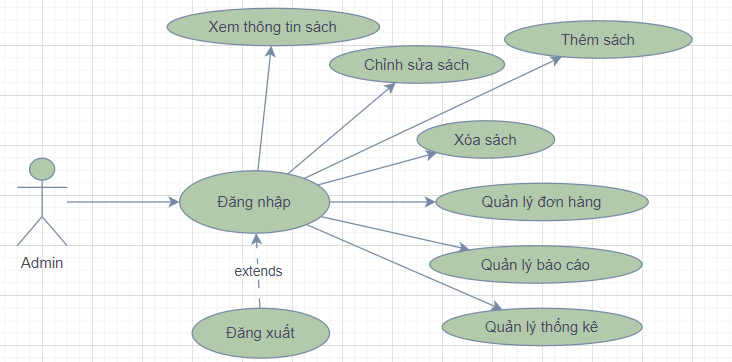 Xem thông tin sách
Thêm sách
Chỉnh sửa sách
Xóa sách
Đăng nhập
Quản lý đơn hàng
Admin
Quản lý báo cáo
extends
Quản lý thống kê
Đăng xuất